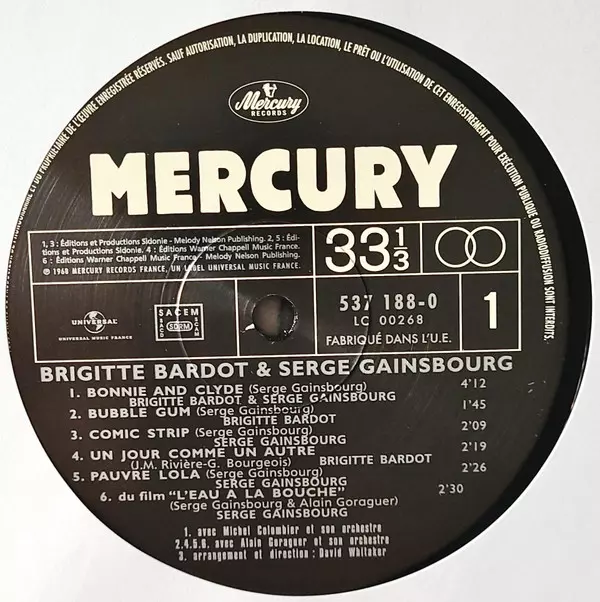 ET DU PROPRIÉTAIRE DE L'ŒUVRE ENREGISTRÉE RÉSERVÉS. SAUF AUTORISATION, LA DUPLICATION, LA LOCATION, LE PRÊT OU L'UTILISATION DE CET ENREGISTREMENT POUR EXÉCUTION PUBLIQUE OU RADIODIFFUSION SONT INTERDITS.
Mercury
RECORDS
MERCURY
1, 3 : Éditions et Productions Sidonie - Melody Nelson Publishing. 2, 5 : Édi-
tions et Productions Sidonie. 4 : Éditions Warner Chappell Music France.
6 : Éditions Warner Chappell Music France - Melody Nelson Publishing.
℗ 1968 MERCURY RECORDS FRANCE, UN LABEL UNIVERSAL MUSIC FRANCE.
33 1/3
UNIVERSAL
UNIVERSAL MUSIC FRANCE
SACEM
SACD SDRM SCAM
537 188-0
LC 00268
FABRIQUÉ DANS L'U.E.
1
BRIGITTE BARDOT & SERGE GAINSBOURG
1. BONNIE AND CLYDE (Serge Gainsbourg) 4'12
BRIGITTE BARDOT & SERGE GAINSBOURG
2. BUBBLE GUM (Serge Gainsbourg) 1'45
BRIGITTE BARDOT
3. COMIC STRIP (Serge Gainsbourg) 2'09
SERGE GAINSBOURG
4. UN JOUR COMME UN AUTRE 2'19
(J.M. Rivière-G. Bourgeois) BRIGITTE BARDOT
5. PAUVRE LOLA (Serge Gainsbourg) 2'26
SERGE GAINSBOURG
6. du film "L'EAU A LA BOUCHE" 2'30
(Serge Gainsbourg & Alain Goraguer)
SERGE GAINSBOURG
1. avec Michel Colombier et son orchestre
2.4.5.6. avec Alain Goraguer et son orchestre
3. arrangement et direction : David Whitaker